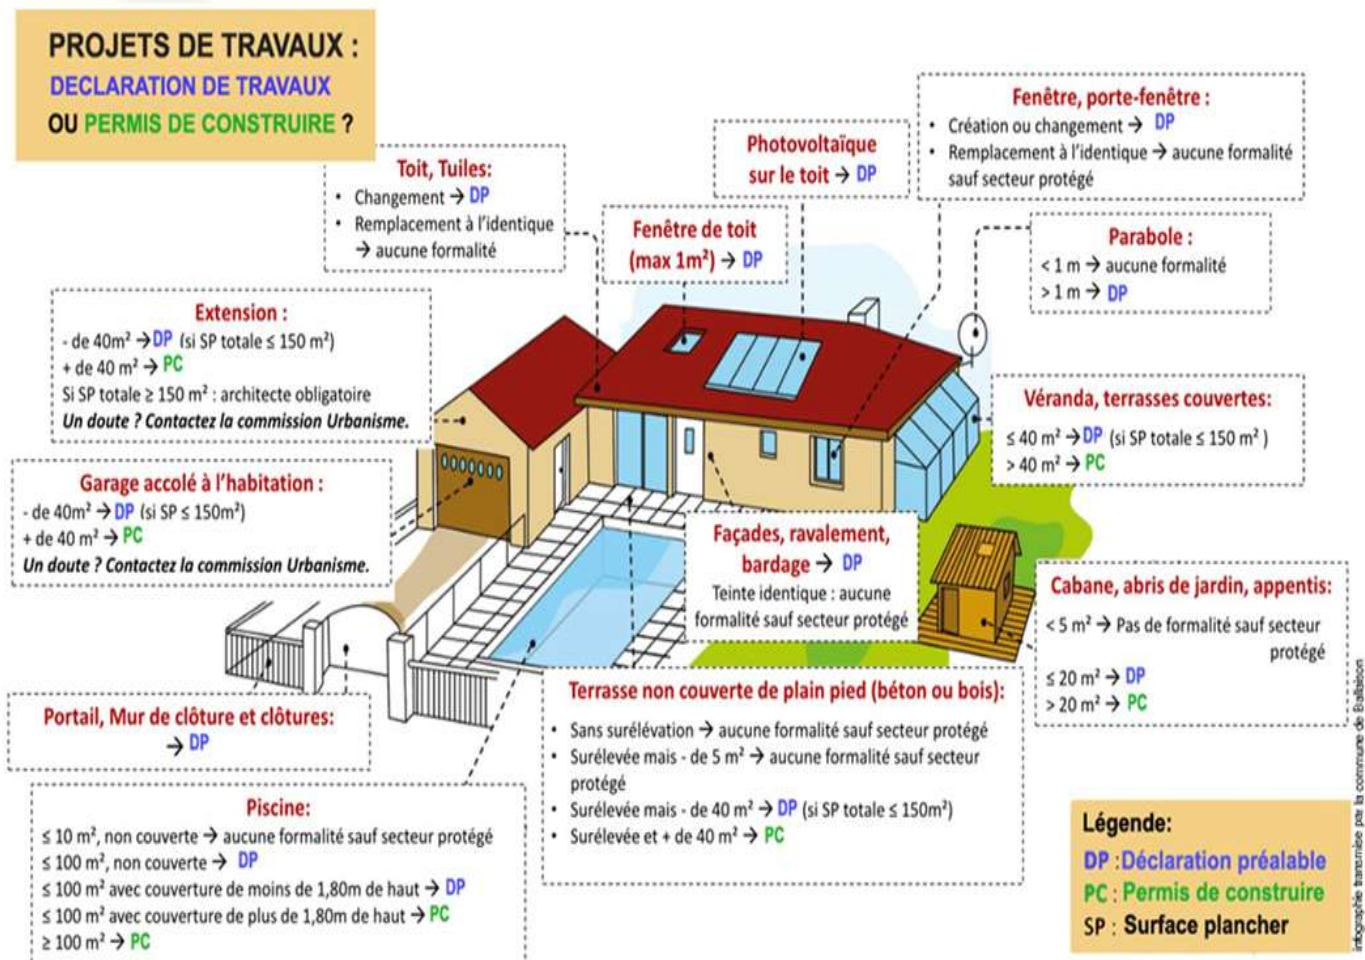 PROJETS DE TRAVAUX :
DECLARATION DE TRAVAUX
OU PERMIS DE CONSTRUIRE ?
Toit, Tuiles:
• Changement → DP
• Remplacement à l'identique
→ aucune formalité
Fenêtre de toit
(max 1m²) → DP
Photovoltaïque
sur le toit → DP
Fenêtre, porte-fenêtre :
• Création ou changement → DP
• Remplacement à l'identique → aucune formalité
sauf secteur protégé
Parabole :
< 1 m → aucune formalité
> 1 m → DP
Extension :
- de 40m² → DP (si SP totale ≤ 150 m²)
+ de 40 m² → PC
Si SP totale ≥ 150 m² : architecte obligatoire
Un doute ? Contactez la commission Urbanisme.
Véranda, terrasses couvertes:
≤ 40 m² → DP (si SP totale ≤ 150 m² )
> 40 m² → PC
Garage accolé à l'habitation :
- de 40m² → DP (si SP ≤ 150m²)
+ de 40 m² → PC
Un doute ? Contactez la commission Urbanisme.
Façades, ravalement,
bardage → DP
Teinte identique : aucune
formalité sauf secteur protégé
Cabane, abris de jardin, appentis:
< 5 m² → Pas de formalité sauf secteur
protégé
≤ 20 m² → DP
> 20 m² → PC
Portail, Mur de clôture et clôtures:
→ DP
Terrasse non couverte de plain pied (béton ou bois):
• Sans surélévation → aucune formalité sauf secteur protégé
• Surélevée mais - de 5 m² → aucune formalité sauf secteur
protégé
• Surélevée mais - de 40 m² → DP (si SP totale ≤ 150m²)
• Surélevée et + de 40 m² → PC
Piscine:
≤ 10 m², non couverte → aucune formalité sauf secteur protégé
≤ 100 m², non couverte → DP
≤ 100 m² avec couverture de moins de 1,80m de haut → DP
≤ 100 m² avec couverture de plus de 1,80m de haut → PC
≥ 100 m² → PC
Légende:
DP : Déclaration préalable
PC : Permis de construire
SP : Surface plancher
infographie transmise par la commune de Ballaison